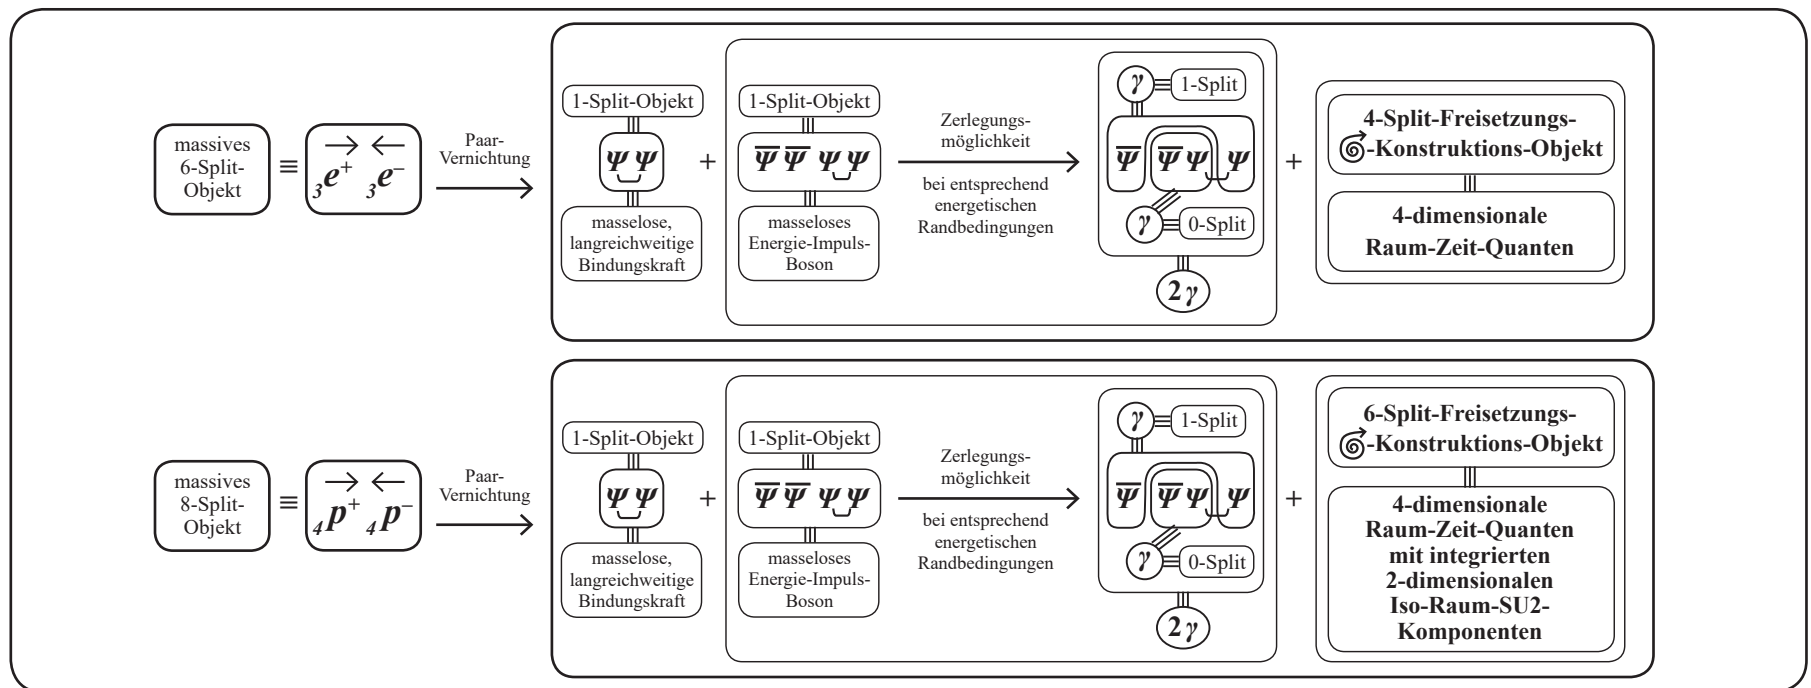 massives
6-Split-
Objekt
≡
₃e⁺ ₃e⁻
Paar-
Vernichtung
1-Split-Objekt
Ψ Ψ
masselose,
langreichweitige
Bindungskraft
+
1-Split-Objekt
Ψ̅ Ψ̅ Ψ Ψ
masseloses
Energie-Impuls-
Boson
Zerlegungs-
möglichkeit
bei entsprechend
energetischen
Randbedingungen
γ 1-Split
Ψ̅ Ψ̅ Ψ Ψ
γ 0-Split
2γ
+
4-Split-Freisetzungs-
-Konstruktions-Objekt
4-dimensionale
Raum-Zeit-Quanten
massives
8-Split-
Objekt
≡
₄p⁺ ₄p⁻
Paar-
Vernichtung
1-Split-Objekt
Ψ Ψ
masselose,
langreichweitige
Bindungskraft
+
1-Split-Objekt
Ψ̅ Ψ̅ Ψ Ψ
masseloses
Energie-Impuls-
Boson
Zerlegungs-
möglichkeit
bei entsprechend
energetischen
Randbedingungen
γ 1-Split
Ψ̅ Ψ̅ Ψ Ψ
γ 0-Split
2γ
+
6-Split-Freisetzungs-
-Konstruktions-Objekt
4-dimensionale
Raum-Zeit-Quanten
mit integrierten
2-dimensionalen
Iso-Raum-SU2-
Komponenten